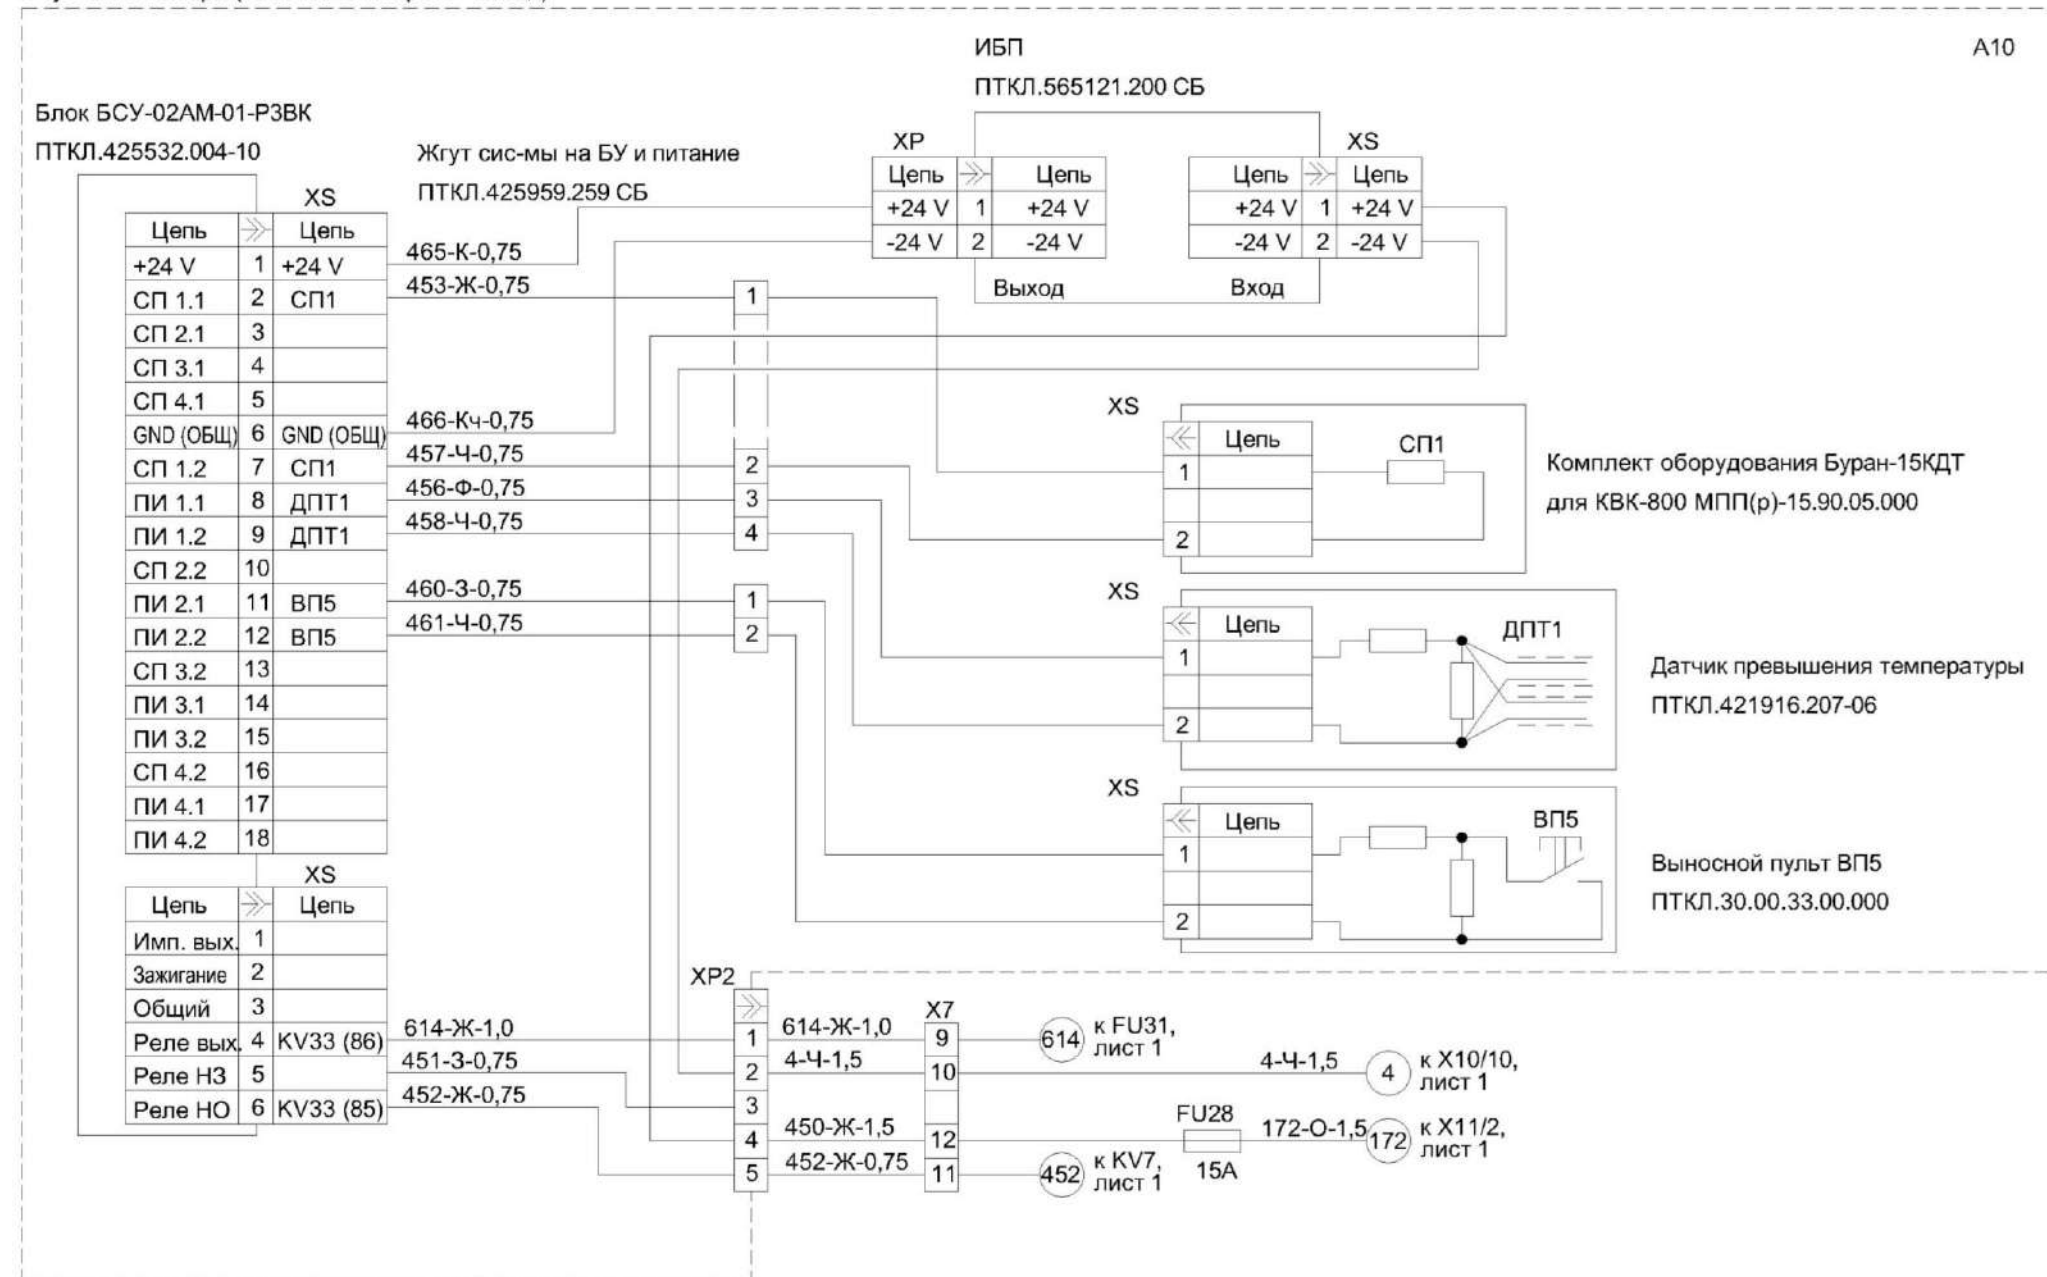 ИБП
А10
ПТКЛ.565121.200 СБ
Блок БСУ-02АМ-01-РЗВК
ПТКЛ.425532.004-10
Жгут сис-мы на БУ и питание
ПТКЛ.425959.259 СБ
XP
Цепь Цепь
+24 V 1 +24 V
-24 V 2 -24 V
Выход
XS
Цепь Цепь
+24 V 1 +24 V
-24 V 2 -24 V
Вход
XS
Цепь Цепь
+24 V 1 +24 V 465-К-0,75
СП 1.1 2 СП1 453-Ж-0,75 1
СП 2.1 3
СП 3.1 4
СП 4.1 5
GND (ОБЩ) 6 GND (ОБЩ) 466-Кч-0,75
СП 1.2 7 СП1 457-Ч-0,75 2
ПИ 1.1 8 ДПТ1 456-Ф-0,75 3
ПИ 1.2 9 ДПТ1 458-Ч-0,75 4
СП 2.2 10
ПИ 2.1 11 ВП5 460-З-0,75 1
ПИ 2.2 12 ВП5 461-Ч-0,75 2
СП 3.2 13
ПИ 3.1 14
ПИ 3.2 15
СП 4.2 16
ПИ 4.1 17
ПИ 4.2 18
XS
Цепь СП1
1
2
Комплект оборудования Буран-15КДТ
для КВК-800 МПП(р)-15.90.05.000
XS
Цепь ДПТ1
1
2
Датчик превышения температуры
ПТКЛ.421916.207-06
XS
Цепь ВП5
1
2
Выносной пульт ВП5
ПТКЛ.30.00.33.00.000
XS
Цепь Цепь
Имп. вых. 1
Зажигание 2
Общий 3
Реле вых. 4 KV33 (86) 614-Ж-1,0
Реле НЗ 5 451-З-0,75
Реле НО 6 KV33 (85) 452-Ж-0,75
XP2
X7
1 614-Ж-1,0 9 614 к FU31,
лист 1
2 4-Ч-1,5 10 4-Ч-1,5 4 к Х10/10,
лист 1
3
FU28
4 450-Ж-1,5 12 172-О-1,5 172 к Х11/2,
лист 1
15А
5 452-Ж-0,75 11 452 к KV7,
лист 1